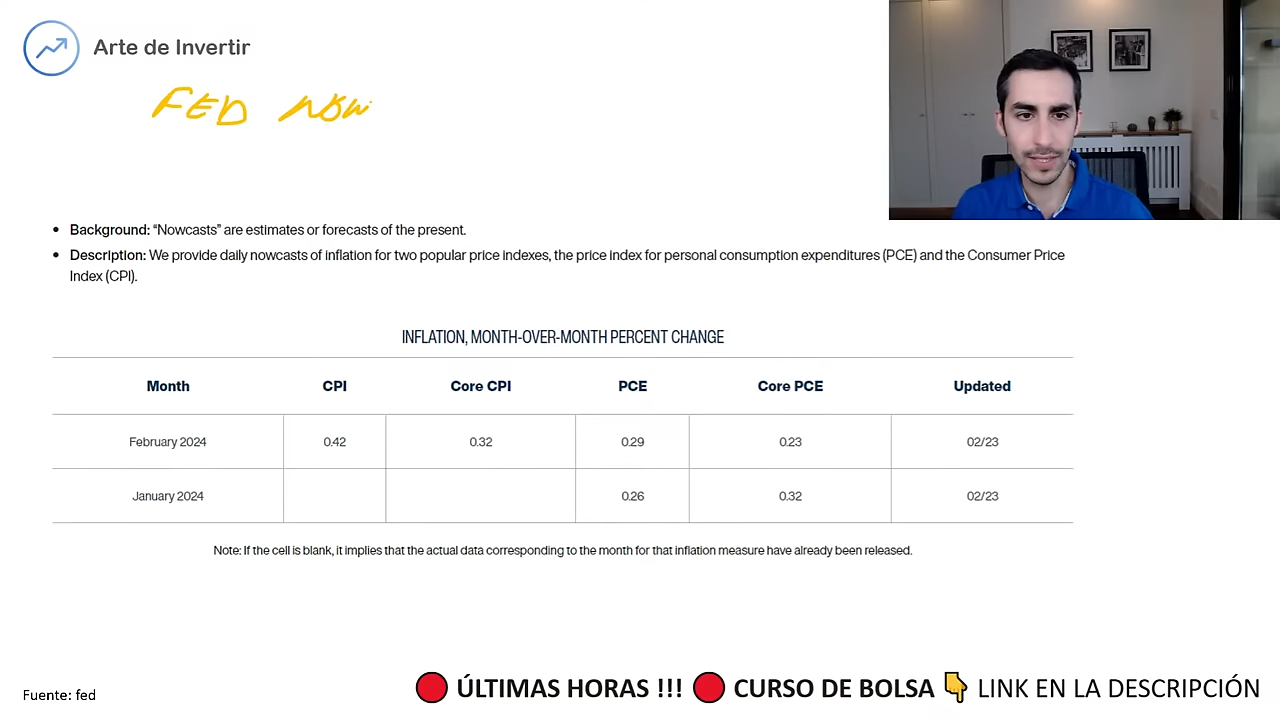 Arte de Invertir
FED NOW
• Background: “Nowcasts” are estimates or forecasts of the present.
• Description: We provide daily nowcasts of inflation for two popular price indexes, the price index for personal consumption expenditures (PCE) and the Consumer Price
Index (CPI).
INFLATION, MONTH-OVER-MONTH PERCENT CHANGE
Month CPI Core CPI PCE Core PCE Updated
February 2024 0.42 0.32 0.29 0.23 02/23
January 2024 0.26 0.32 02/23
Note: If the cell is blank, it implies that the actual data corresponding to the month for that inflation measure have already been released.
🔴 ÚLTIMAS HORAS !!! 🔴 CURSO DE BOLSA 👇 LINK EN LA DESCRIPCIÓN
Fuente: fed